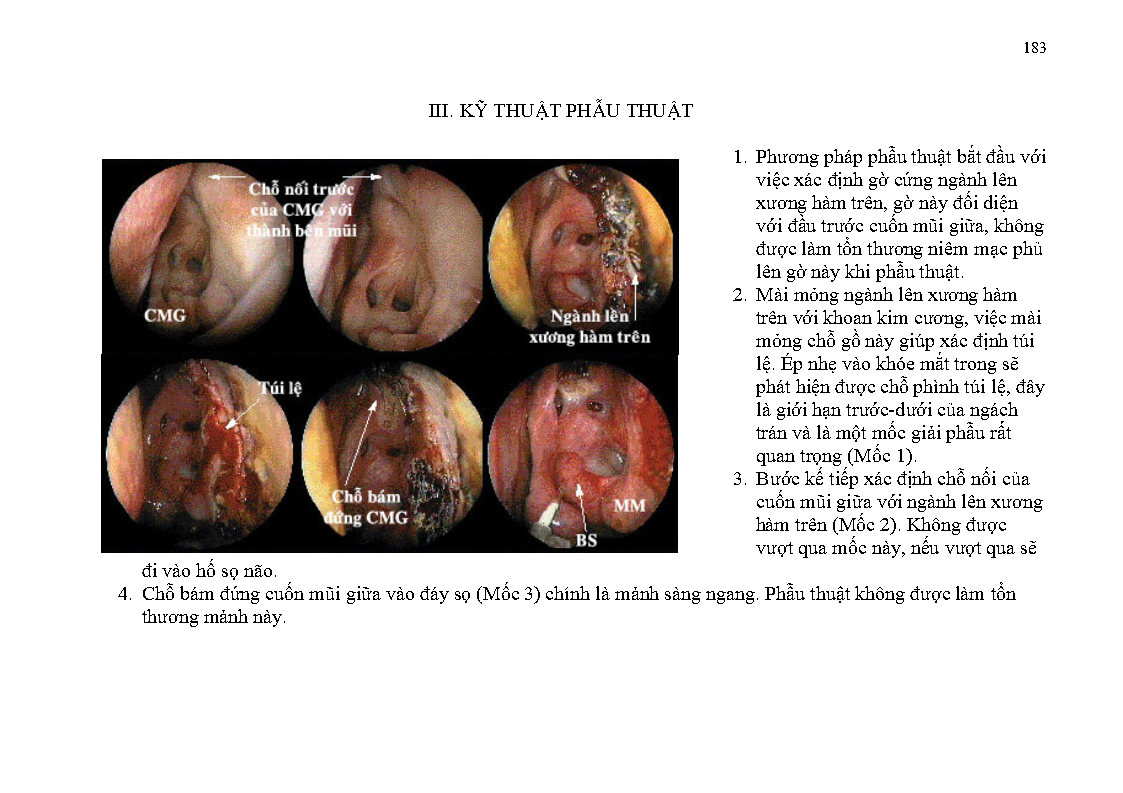 183
III. KỸ THUẬT PHẪU THUẬT
Chỗ nối trước
của CMG với
thành bên mũi
CMG
Ngành lên
xương hàm trên
Túi lệ
Chỗ bám
đứng CMG
MM
BS
1. Phương pháp phẫu thuật bắt đầu với
việc xác định gờ cứng ngành lên
xương hàm trên, gờ này đối diện
với đầu trước cuốn mũi giữa, không
được làm tổn thương niêm mạc phủ
lên gờ này khi phẫu thuật.
2. Mài mỏng ngành lên xương hàm
trên với khoan kim cương, việc mài
mỏng chỗ gồ này giúp xác định túi
lệ. Ép nhẹ vào khóe mắt trong sẽ
phát hiện được chỗ phình túi lệ, đây
là giới hạn trước-dưới của ngách
trán và là một mốc giải phẫu rất
quan trọng (Mốc 1).
3. Bước kế tiếp xác định chỗ nối của
cuốn mũi giữa với ngành lên xương
hàm trên (Mốc 2). Không được
vượt qua mốc này, nếu vượt qua sẽ
đi vào hố sọ não.
4. Chỗ bám đứng cuốn mũi giữa vào đáy sọ (Mốc 3) chính là mảnh sàng ngang. Phẫu thuật không được làm tổn
thương mảnh này.